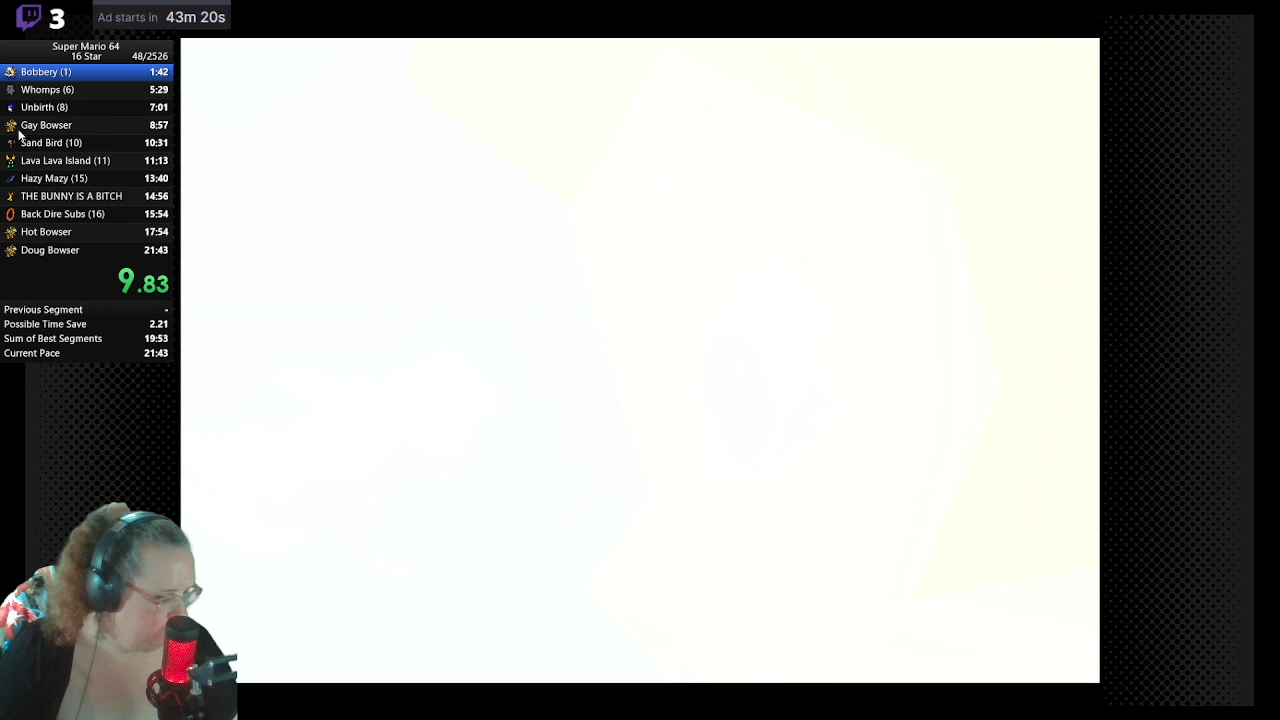 3
Ad starts in 43m 20s
Super Mario 64
16 Star 48/2526
Bobbery (1) 1:42
Whomps (6) 5:29
Unbirth (8) 7:01
Gay Bowser 8:57
Sand Bird (10) 10:31
Lava Lava Island (11) 11:13
Hazy Mazy (15) 13:40
THE BUNNY IS A BITCH 14:56
Back Dire Subs (16) 15:54
Hot Bowser 17:54
Doug Bowser 21:43
9.83
Previous Segment -
Possible Time Save 2.21
Sum of Best Segments 19:53
Current Pace 21:43